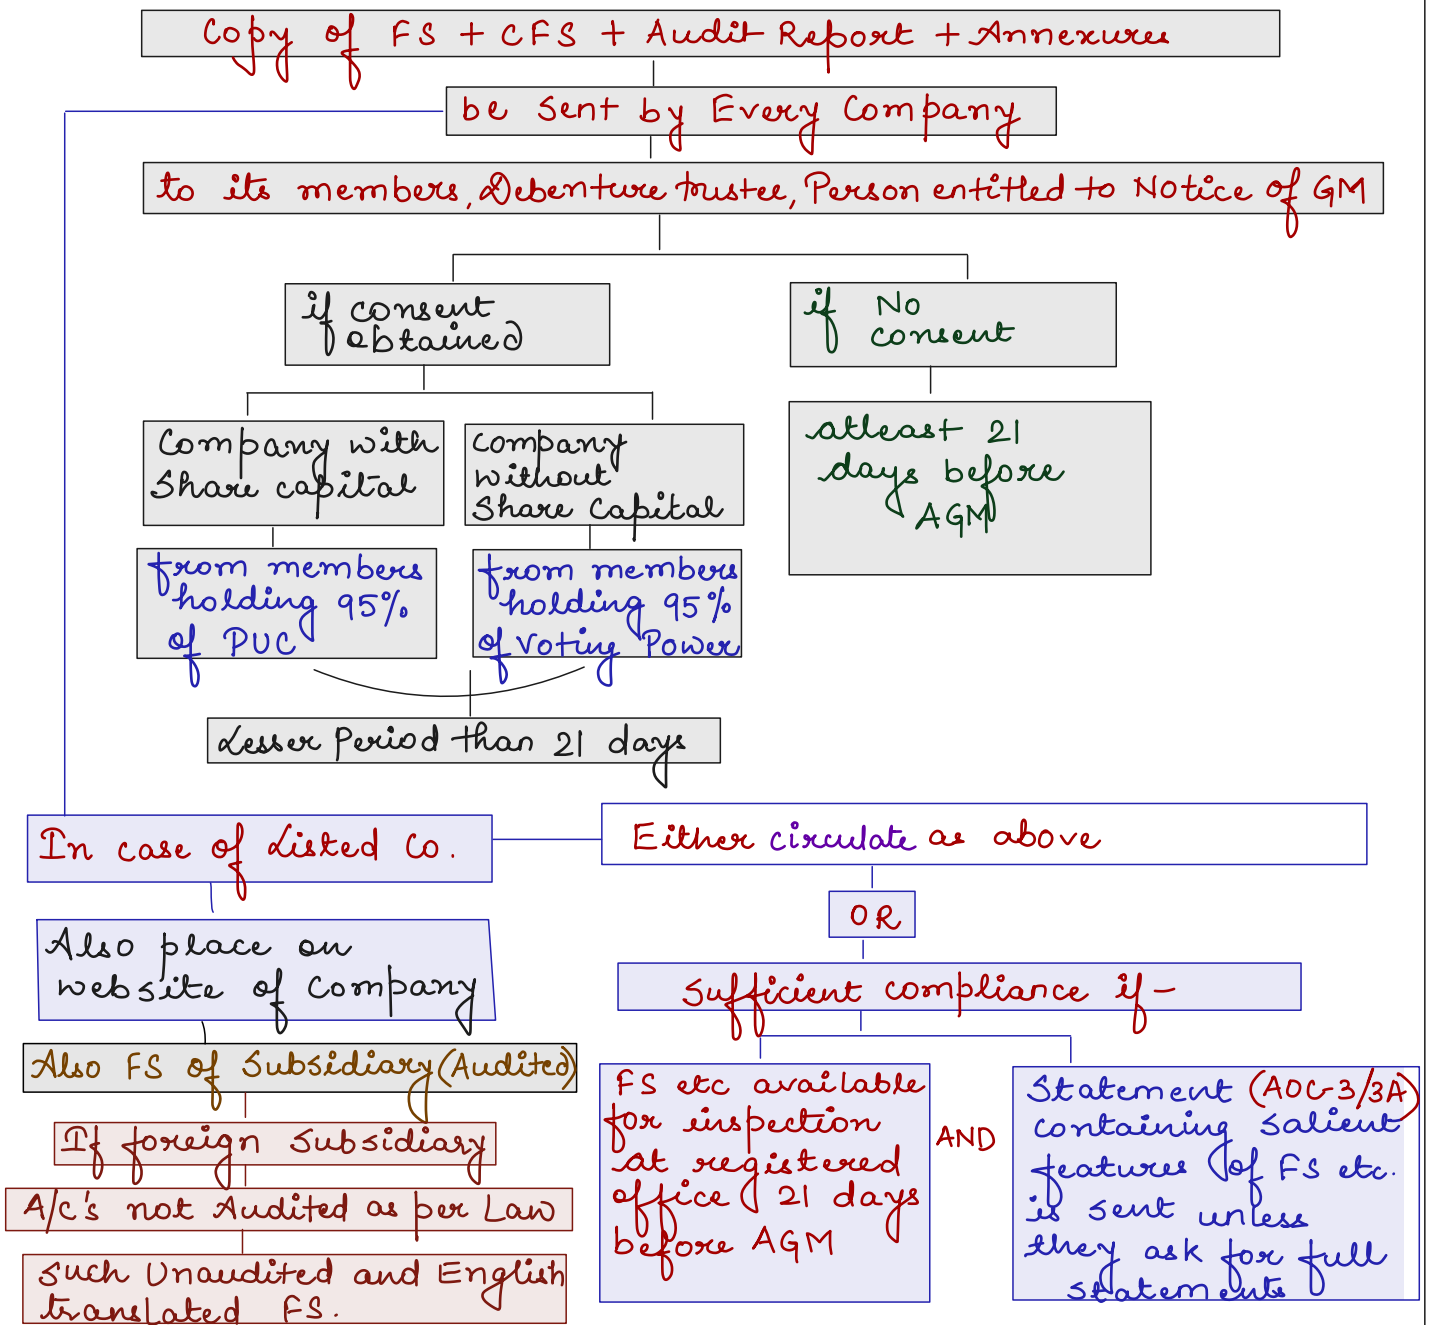 Copy of FS + CFS + Audit Report + Annexures
be sent by Every Company
to its members, Debenture trustee, Person entitled to Notice of GM
if consent
obtained
if No
consent
Company with
Share capital
Company
without
Share Capital
atleast 21
days before
AGM
from members
holding 95%
of PUC
from members
holding 95%
of Voting Power
Lesser Period than 21 days
In case of Listed Co.
Either circulate as above
OR
Also place on
website of Company
Sufficient compliance if -
Also FS of Subsidiary (Audited)
If foreign Subsidiary
A/c's not Audited as per Law
Such Unaudited and English
translated FS.
FS etc available
for inspection
at registered
office 21 days
before AGM
AND
Statement (AOC-3/3A)
containing salient
features of FS etc.
is sent unless
they ask for full
statements